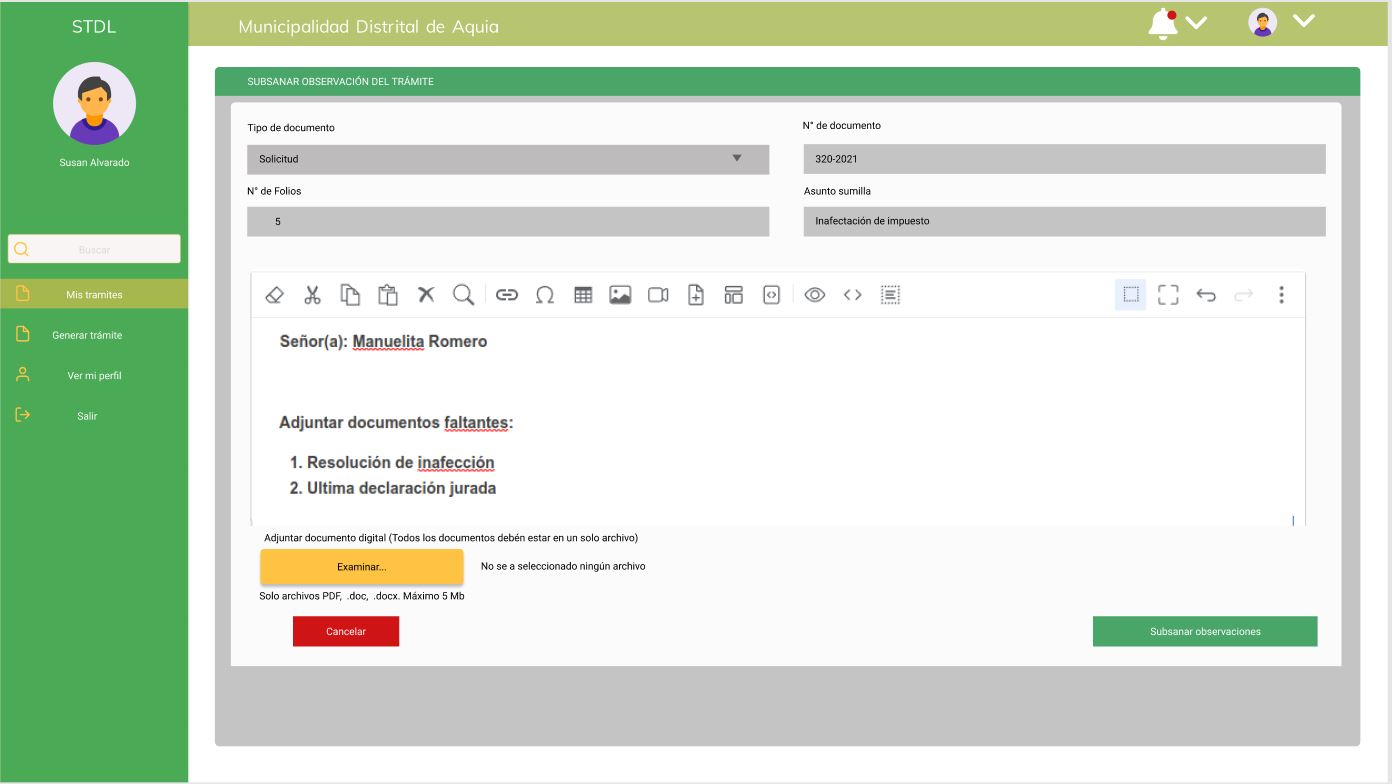 STDL
Municipalidad Distrital de Aquia
Susan Alvarado
Buscar
Mis tramites
Generar trámite
Ver mi perfil
Salir
SUBSANAR OBSERVACIÓN DEL TRÁMITE
Tipo de documento
Solicitud
N° de documento
320-2021
N° de Folios
5
Asunto sumilla
Inafectación de impuesto
Señor(a): Manuelita Romero
Adjuntar documentos faltantes:
1. Resolución de inafección
2. Ultima declaración jurada
Adjuntar documento digital (Todos los documentos debén estar en un solo archivo)
Examinar...
No se a seleccionado ningún archivo
Solo archivos PDF, .doc, .docx. Máximo 5 Mb
Cancelar
Subsanar observaciones